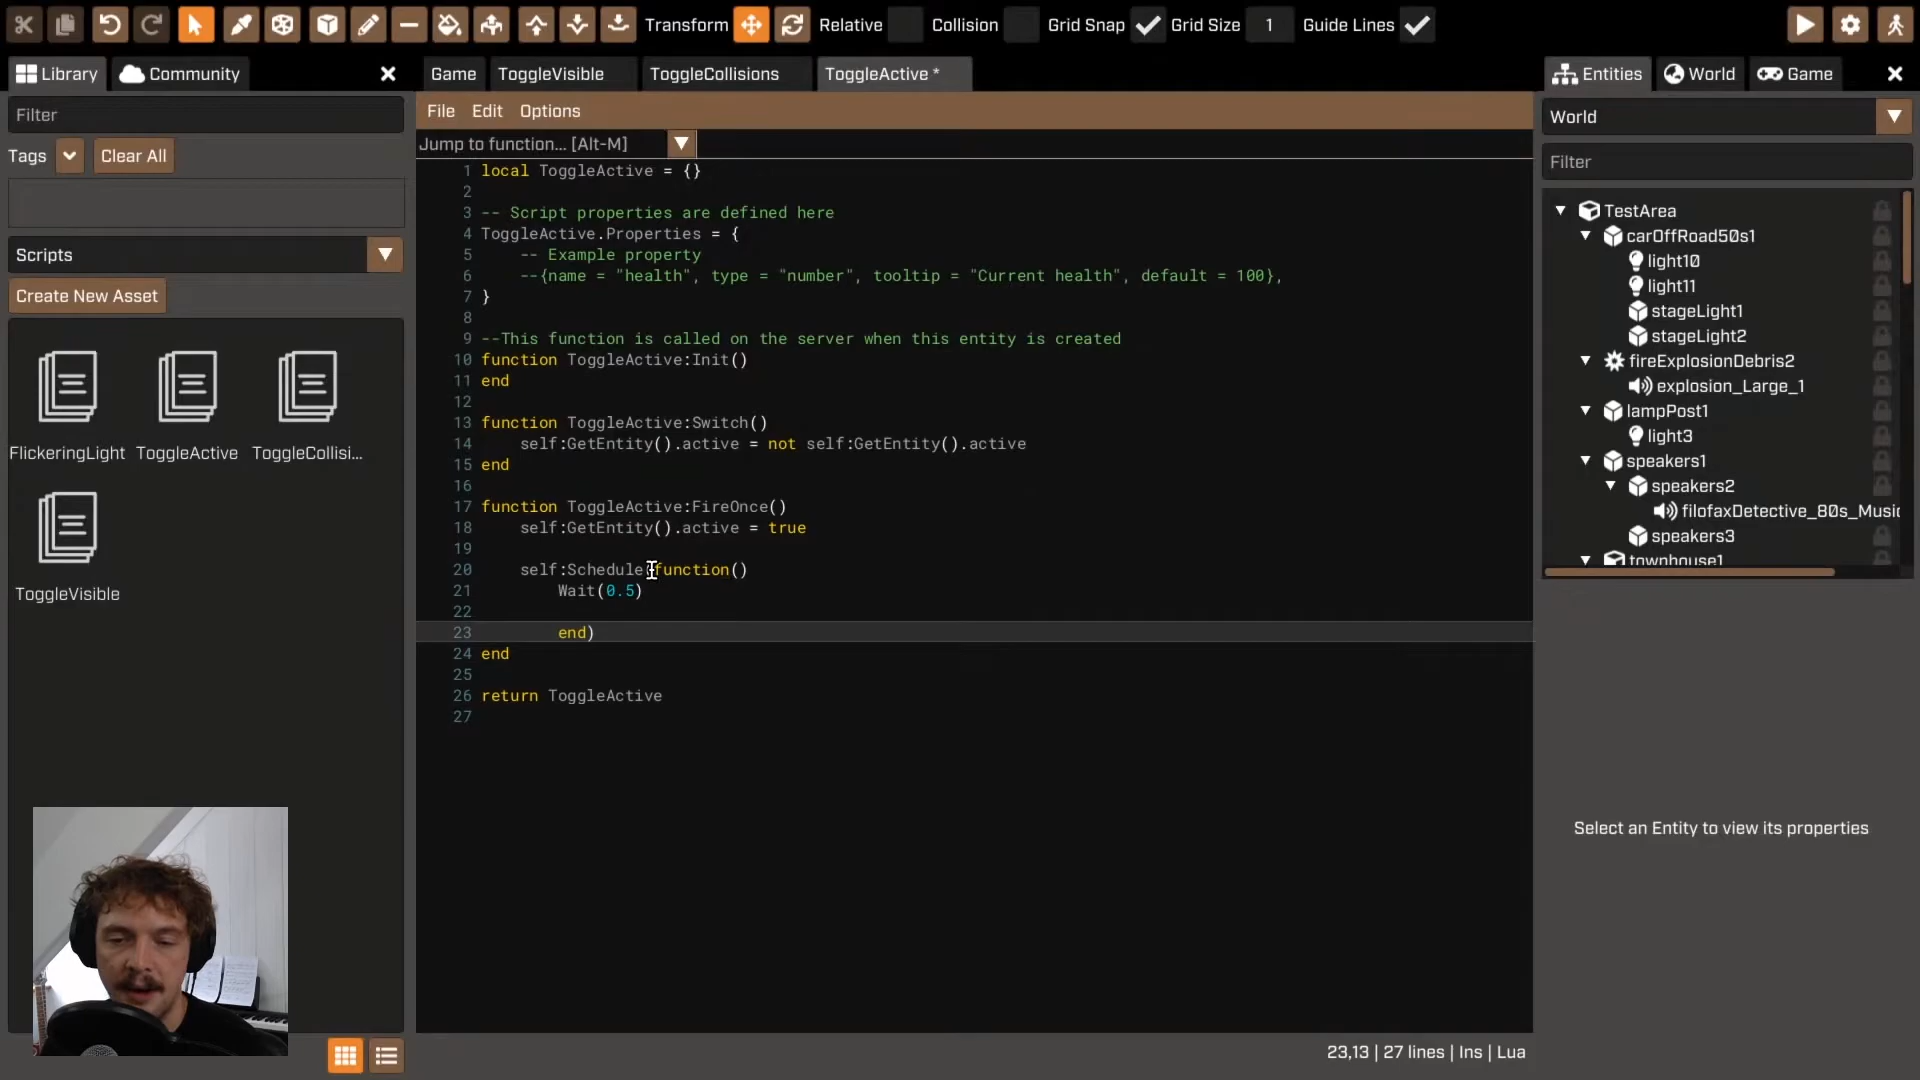 Transform
Relative
Collision
Grid Snap
Grid Size
1
Guide Lines
Library
Community
Game
ToggleVisible
ToggleCollisions
ToggleActive *
Entities
World
Game
Filter
Tags
Clear All
Scripts
Create New Asset
FlickeringLight
ToggleActive
ToggleCollisi...
ToggleVisible
File
Edit
Options
Jump to function... [Alt-M]
1 local ToggleActive = {}
2
3 -- Script properties are defined here
4 ToggleActive.Properties = {
5 -- Example property
6 --{name = "health", type = "number", tooltip = "Current health", default = 100},
7 }
8
9 --This function is called on the server when this entity is created
10 function ToggleActive:Init()
11 end
12
13 function ToggleActive:Switch()
14 self:GetEntity().active = not self:GetEntity().active
15 end
16
17 function ToggleActive:FireOnce()
18 self:GetEntity().active = true
19
20 self:Schedule(function()
21 Wait(0.5)
22
23 end)
24 end
25
26 return ToggleActive
27
23,13 | 27 lines | Ins | Lua
World
Filter
TestArea
carOffRoad50s1
light10
light11
stageLight1
stageLight2
fireExplosionDebris2
explosion_Large_1
lampPost1
light3
speakers1
speakers2
filofaxDetective_80s_Music
speakers3
townhouse1
Select an Entity to view its properties